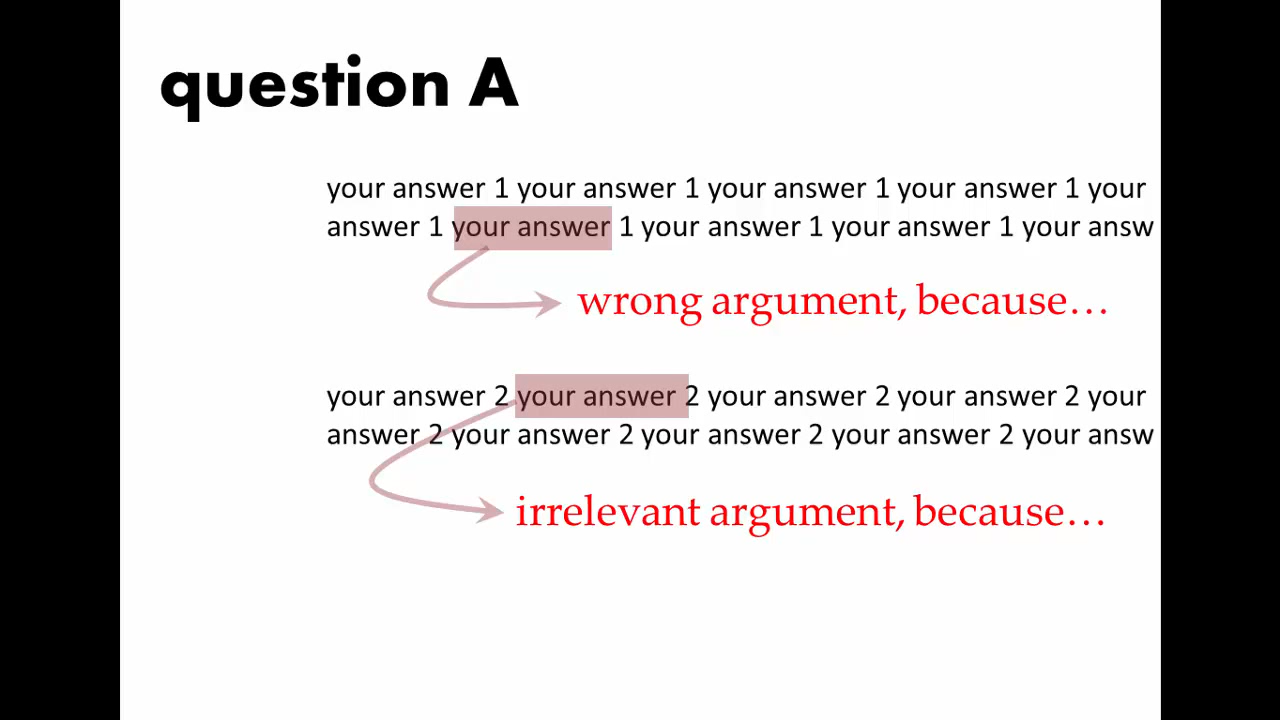 question A
your answer 1 your answer 1 your answer 1 your answer 1 your
answer 1 your answer 1 your answer 1 your answer 1 your answ
wrong argument, because…
your answer 2 your answer 2 your answer 2 your answer 2 your
answer 2 your answer 2 your answer 2 your answer 2 your answ
irrelevant argument, because…